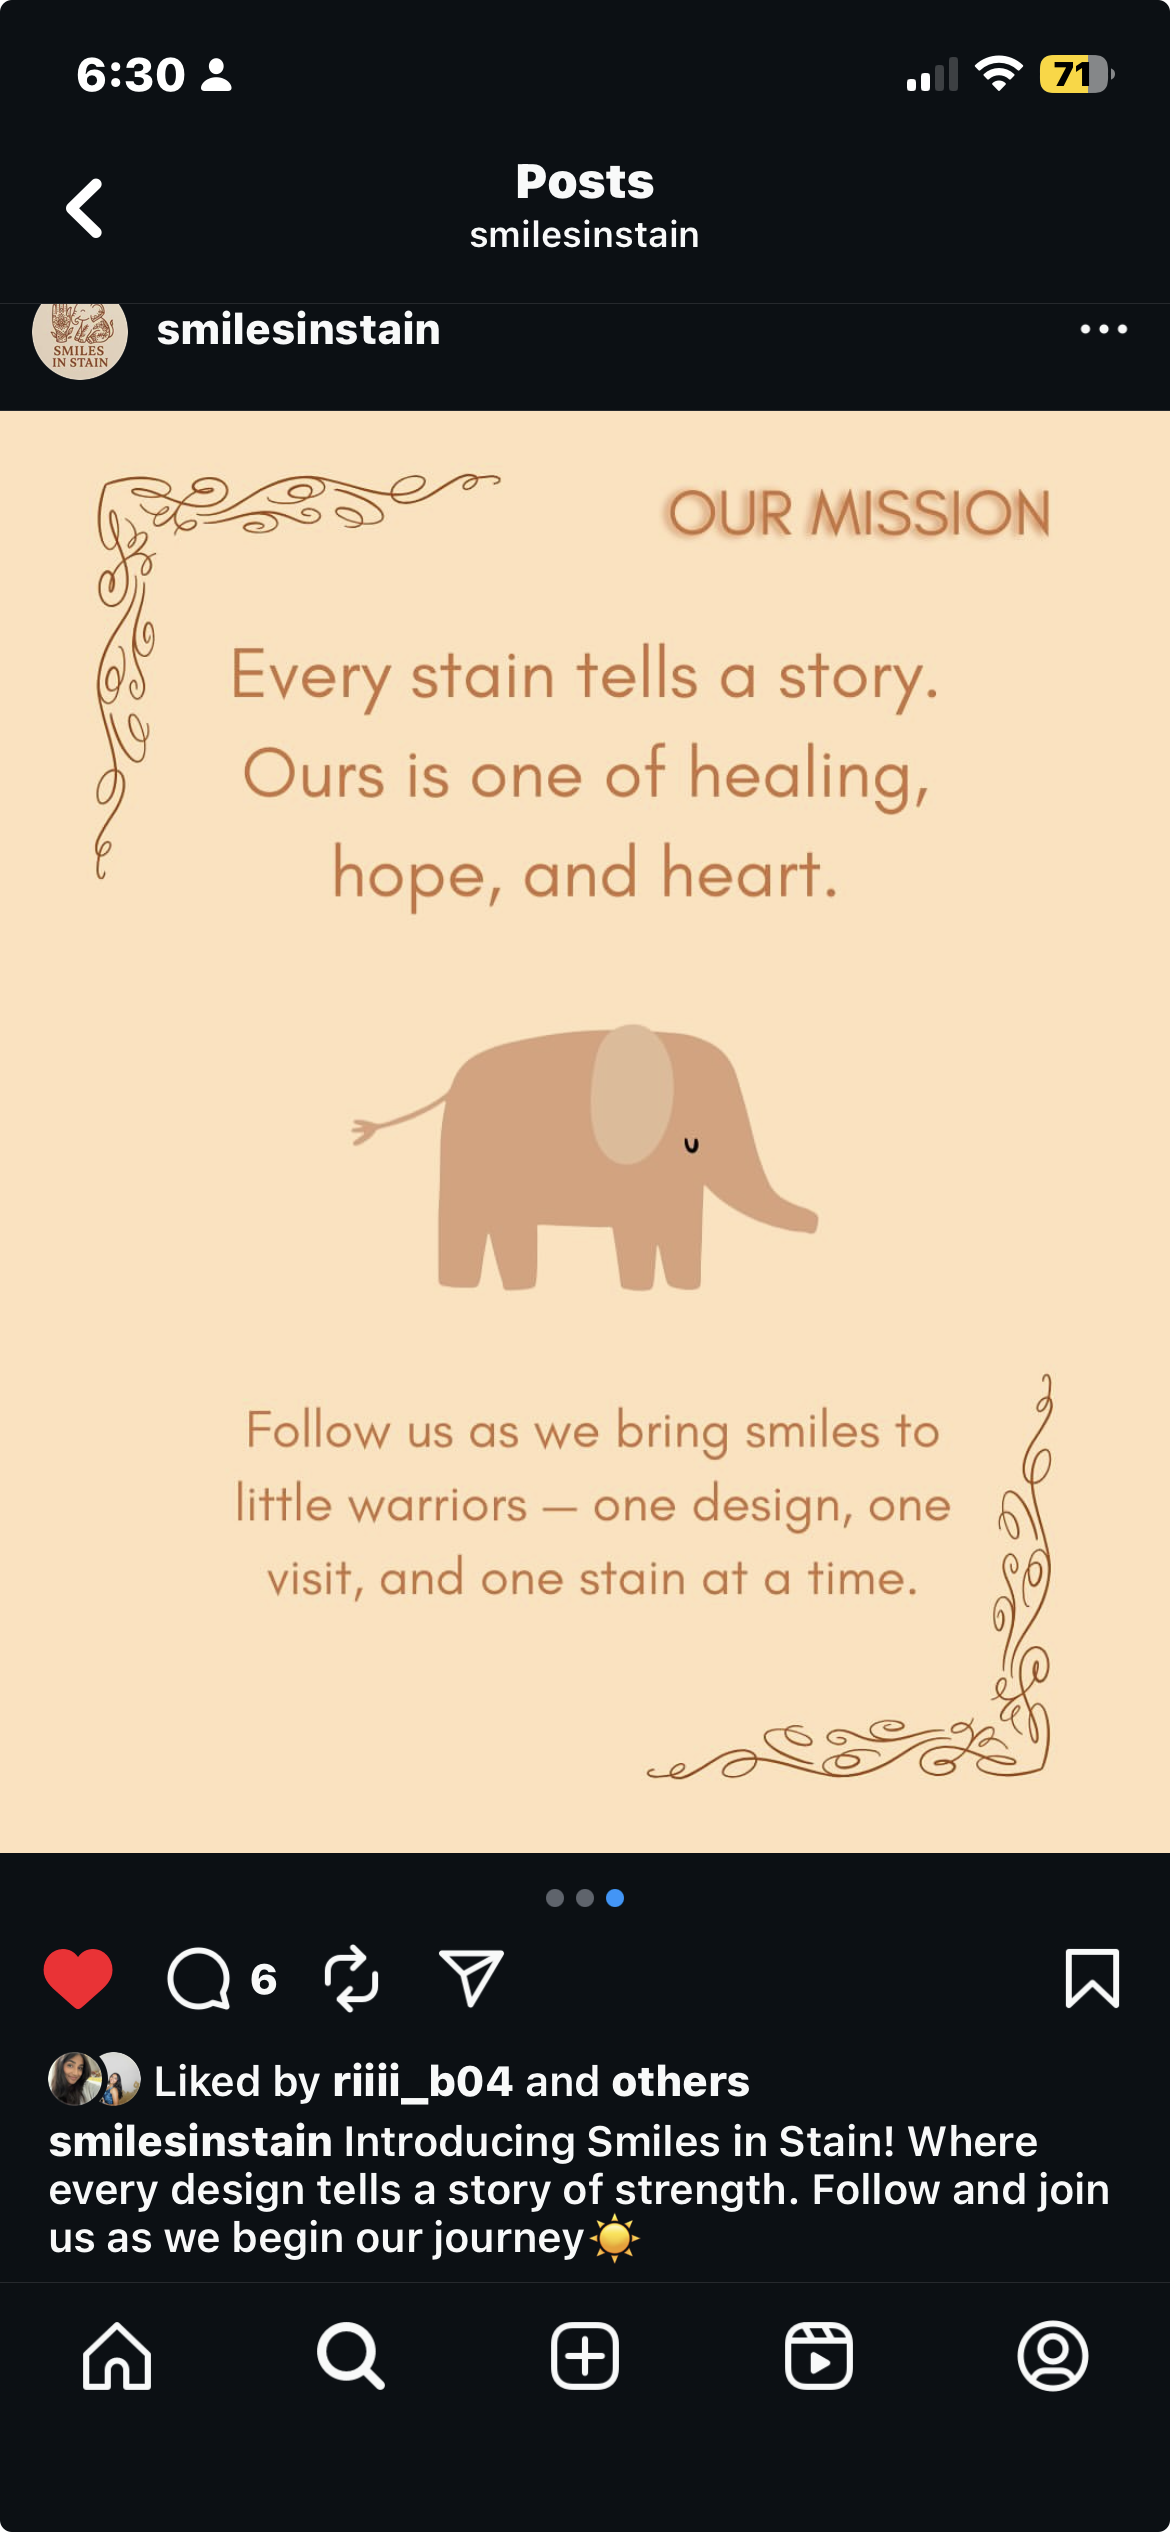 6:30
71
Posts
smilesinstain
SMILES
IN STAIN
smilesinstain
OUR MISSION
Every stain tells a story.
Ours is one of healing,
hope, and heart.
Follow us as we bring smiles to
little warriors — one design, one
visit, and one stain at a time.
6
Liked by riiii_b04 and others
smilesinstain Introducing Smiles in Stain! Where
every design tells a story of strength. Follow and join
us as we begin our journey☀️